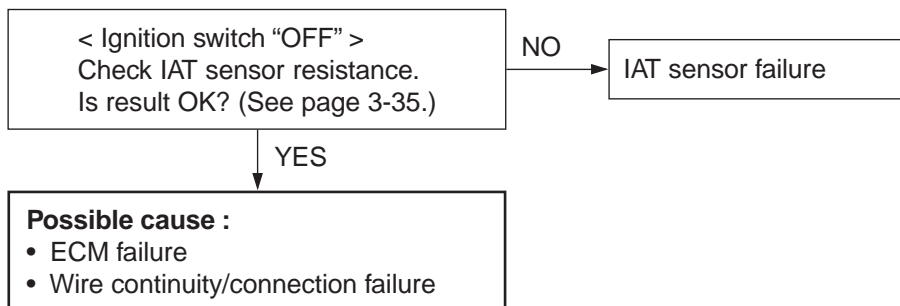 < Ignition switch “OFF” >
Check IAT sensor resistance.
Is result OK? (See page 3-35.)
NO
IAT sensor failure
YES
Possible cause :
• ECM failure
• Wire continuity/connection failure